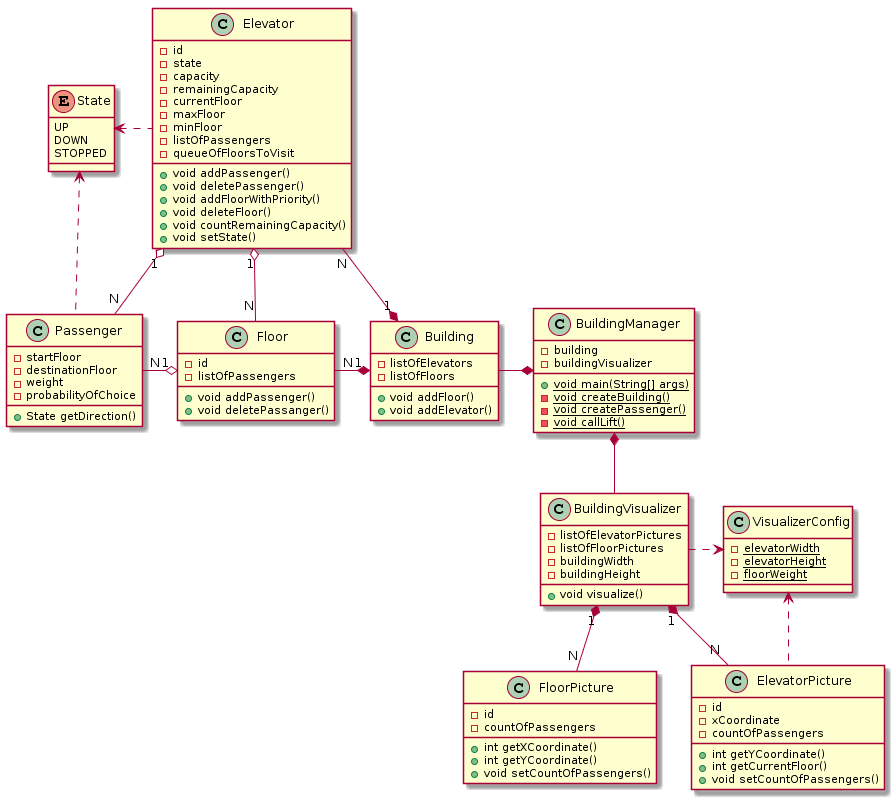 C Elevator
id
state
capacity
remainingCapacity
currentFloor
maxFloor
minFloor
listOfPassengers
queueOfFloorsToVisit
void addPassenger()
void deletePassenger()
void addFloorWithPriority()
void deleteFloor()
void countRemainingCapacity()
void setState()
E State
UP
DOWN
STOPPED
1
N
1
N
N
1
C Passenger
startFloor
destinationFloor
weight
probabilityOfChoice
State getDirection()
N 1
C Floor
id
listOfPassengers
void addPassenger()
void deletePassanger()
N 1
C Building
listOfElevators
listOfFloors
void addFloor()
void addElevator()
C BuildingManager
building
buildingVisualizer
void main(String[] args)
void createBuilding()
void createPassenger()
void callLift()
C BuildingVisualizer
listOfElevatorPictures
listOfFloorPictures
buildingWidth
buildingHeight
void visualize()
C VisualizerConfig
elevatorWidth
elevatorHeight
floorWeight
1
N
1
N
C FloorPicture
id
countOfPassengers
int getXCoordinate()
int getYCoordinate()
void setCountOfPassengers()
C ElevatorPicture
id
xCoordinate
countOfPassengers
int getYCoordinate()
int getCurrentFloor()
void setCountOfPassengers()